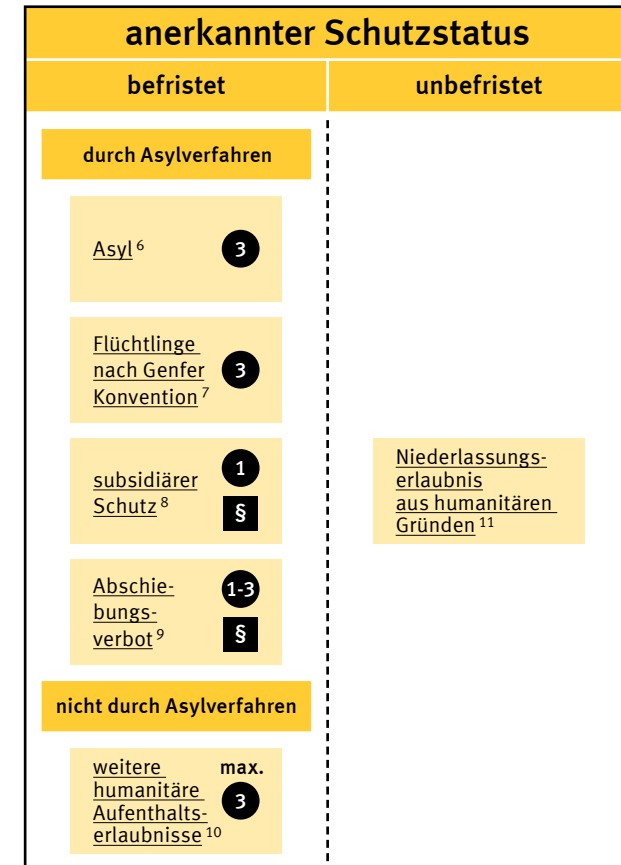 anerkannter Schutzstatus
befristet
unbefristet
durch Asylverfahren
Asyl 6
3
Flüchtlinge
nach Genfer
Konvention 7
3
subsidiärer
Schutz 8
1
§
Abschie-
bungs-
verbot 9
1-3
§
nicht durch Asylverfahren
weitere
humanitäre
Aufenthalts-
erlaubnisse 10
max.
3
Niederlassungs-
erlaubnis
aus humanitären
Gründen 11